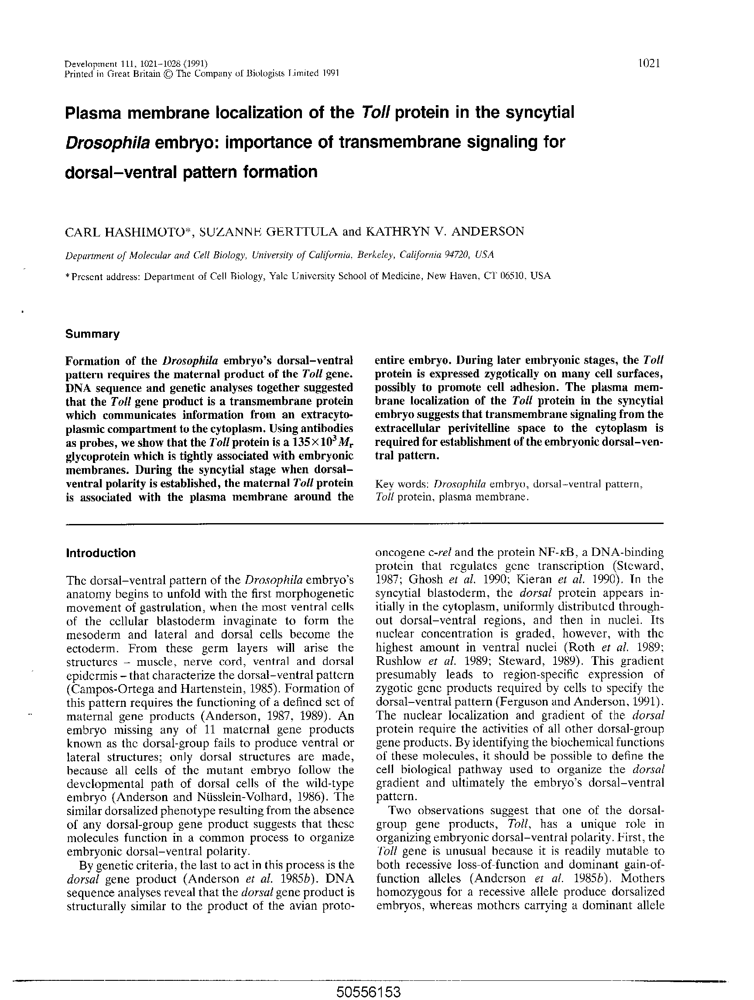 Development 111, 1021–1028 (1991)
Printed in Great Britain © The Company of Biologists Limited 1991
1021
Plasma membrane localization of the Toll protein in the syncytial
Drosophila embryo: importance of transmembrane signaling for
dorsal–ventral pattern formation
CARL HASHIMOTO*, SUZANNE GERTTULA and KATHRYN V. ANDERSON
Department of Molecular and Cell Biology, University of California, Berkeley, California 94720, USA
*Present address: Department of Cell Biology, Yale University School of Medicine, New Haven, CT 06510, USA
Summary
Formation of the Drosophila embryo's dorsal–ventral
pattern requires the maternal product of the Toll gene.
DNA sequence and genetic analyses together suggested
that the Toll gene product is a transmembrane protein
which communicates information from an extracyto-
plasmic compartment to the cytoplasm. Using antibodies
as probes, we show that the Toll protein is a 135×10³ Mr
glycoprotein which is tightly associated with embryonic
membranes. During the syncytial stage when dorsal–
ventral polarity is established, the maternal Toll protein
is associated with the plasma membrane around the
entire embryo. During later embryonic stages, the Toll
protein is expressed zygotically on many cell surfaces,
possibly to promote cell adhesion. The plasma mem-
brane localization of the Toll protein in the syncytial
embryo suggests that transmembrane signaling from the
extracellular perivitelline space to the cytoplasm is
required for establishment of the embryonic dorsal–ven-
tral pattern.
Key words: Drosophila embryo, dorsal–ventral pattern,
Toll protein, plasma membrane.
Introduction
The dorsal–ventral pattern of the Drosophila embryo's
anatomy begins to unfold with the first morphogenetic
movement of gastrulation, when the most ventral cells
of the cellular blastoderm invaginate to form the
mesoderm and lateral and dorsal cells become the
ectoderm. From these germ layers will arise the
structures – muscle, nerve cord, ventral and dorsal
epidermis – that characterize the dorsal–ventral pattern
(Campos-Ortega and Hartenstein, 1985). Formation of
this pattern requires the functioning of a defined set of
maternal gene products (Anderson, 1987, 1989). An
embryo missing any of 11 maternal gene products
known as the dorsal-group fails to produce ventral or
lateral structures; only dorsal structures are made,
because all cells of the mutant embryo follow the
developmental path of dorsal cells of the wild-type
embryo (Anderson and Nüsslein-Volhard, 1986). The
similar dorsalized phenotype resulting from the absence
of any dorsal-group gene product suggests that these
molecules function in a common process to organize
embryonic dorsal–ventral polarity.
By genetic criteria, the last to act in this process is the
dorsal gene product (Anderson et al. 1985b). DNA
sequence analyses reveal that the dorsal gene product is
structurally similar to the product of the avian proto-
oncogene c-rel and the protein NF-κB, a DNA-binding
protein that regulates gene transcription (Steward,
1987; Ghosh et al. 1990; Kieran et al. 1990). In the
syncytial blastoderm, the dorsal protein appears in-
itially in the cytoplasm, uniformly distributed through-
out dorsal–ventral regions, and then in nuclei. Its
nuclear concentration is graded, however, with the
highest amount in ventral nuclei (Roth et al. 1989;
Rushlow et al. 1989; Steward, 1989). This gradient
presumably leads to region-specific expression of
zygotic gene products required by cells to specify the
dorsal–ventral pattern (Ferguson and Anderson, 1991).
The nuclear localization and gradient of the dorsal
protein require the activities of all other dorsal-group
gene products. By identifying the biochemical functions
of these molecules, it should be possible to define the
cell biological pathway used to organize the dorsal
gradient and ultimately the embryo's dorsal–ventral
pattern.
Two observations suggest that one of the dorsal-
group gene products, Toll, has a unique role in
organizing embryonic dorsal–ventral polarity. First, the
Toll gene is unusual because it is readily mutable to
both recessive loss-of-function and dominant gain-of-
function alleles (Anderson et al. 1985b). Mothers
homozygous for a recessive allele produce dorsalized
embryos, whereas mothers carrying a dominant allele
50556153